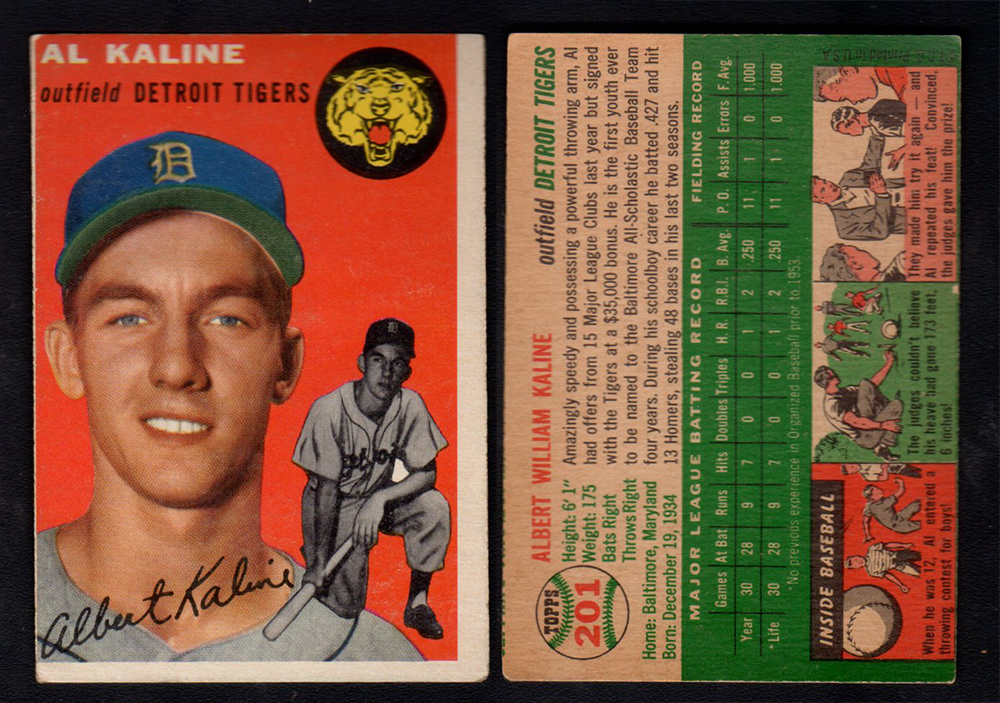 AL KALINE
outfield DETROIT TIGERS
D
D
Detroit
Albert Kaline
TOPPS
201
ALBERT WILLIAM KALINE outfield DETROIT TIGERS
Height: 6' 1"
Weight: 175
Bats Right
Throws Right
Home: Baltimore, Maryland
Born: December 19, 1934
Amazingly speedy and possessing a powerful throwing arm, Al
had offers from 15 Major League Clubs last year but signed
with the Tigers at a $35,000 bonus. He is the first youth ever
to be named to the Baltimore All-Scholastic Baseball Team
four years. During his schoolboy career he batted .427 and hit
13 Homers, stealing 48 bases in his last two seasons.
MAJOR LEAGUE BATTING RECORD FIELDING RECORD
Games At Bat Runs Hits Doubles Triples H. R. R.B.I. B. Avg. P. O. Assists Errors F. Avg.
Year 30 28 9 7 0 0 1 2 .250 11 1 0 1.000
*Life 30 28 9 7 0 0 1 2 .250 11 1 0 1.000
*No previous experience in Organized Baseball prior to 1953.
INSIDE BASEBALL
When he was 12, Al entered a
throwing contest for boys!
The judges couldn't believe
his heave had gone 173 feet,
6 inches!
They made him try it again — and
Al repeated his feat! Convinced,
the judges gave him the prize!
Printed in U.S.A.